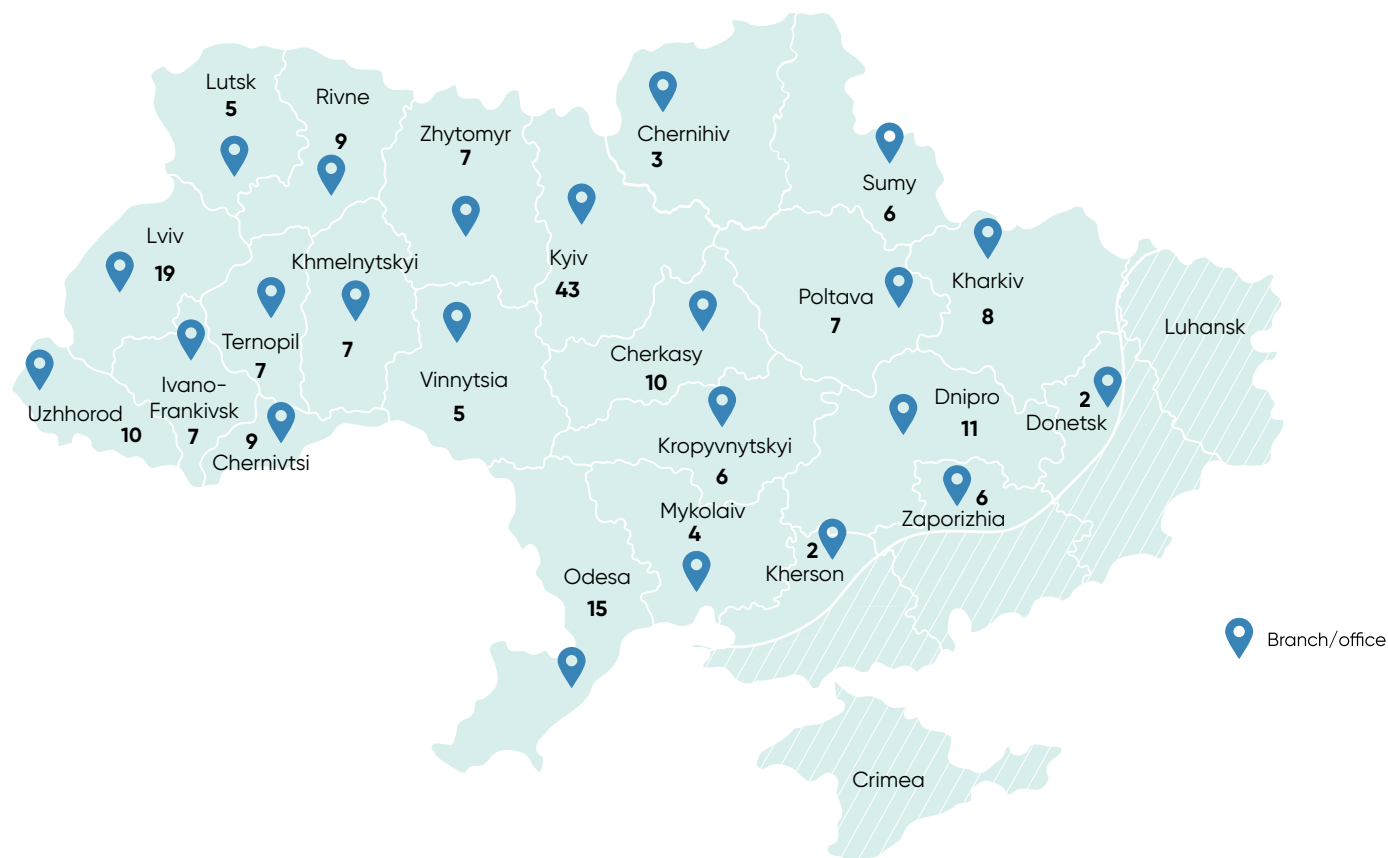 Lutsk
5
Rivne
9
Zhytomyr
7
Chernihiv
3
Sumy
6
Lviv
19
Khmelnytskyi
7
Kyiv
43
Kharkiv
8
Poltava
7
Luhansk
Ternopil
7
Cherkasy
10
Vinnytsia
5
Ivano-
Frankivsk
7
Uzhhorod
10
9
Chernivtsi
Dnipro
11
2
Donetsk
Kropyvnytskyi
6
6
Zaporizhia
Mykolaiv
4
2
Kherson
Odesa
15
Branch/office
Crimea